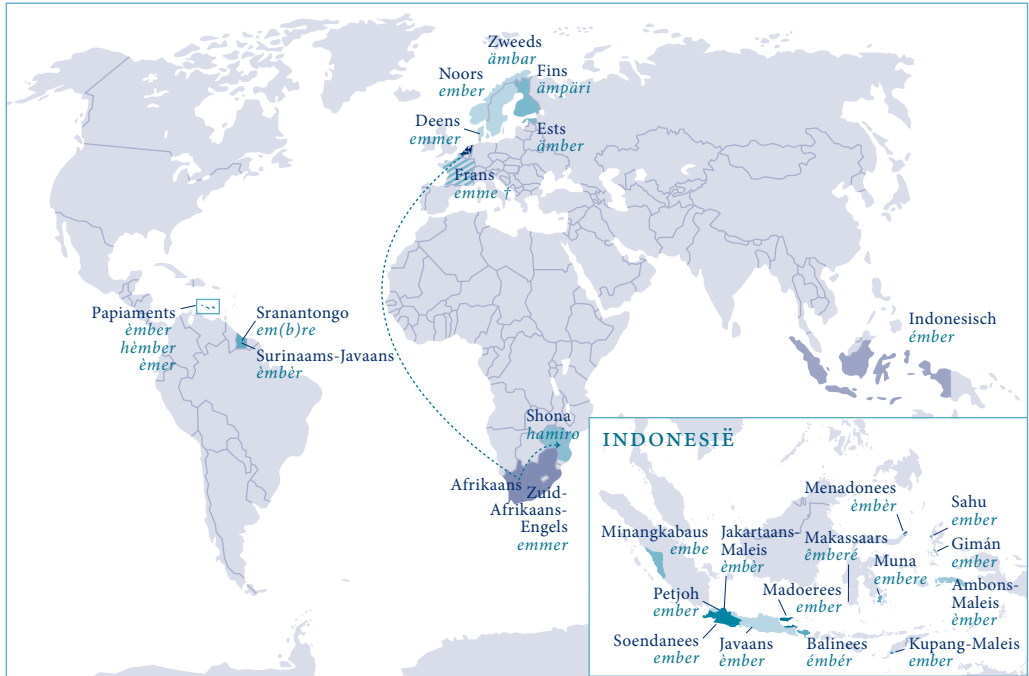 Zweeds
ämbar
Noors
ember
Fins
ämpäri
Deens
emmer
Ests
ämber
Frans
emme †
Papiaments
èmber
hèmber
èmer
Sranantongo
em(b)re
Surinaams-Javaans
èmbèr
Indonesisch
émber
Shona
hamiro
Afrikaans
Zuid-
Afrikaans-
Engels
emmer
INDONESIË
Menadonees
èmbèr
Sahu
ember
Minangkabaus
embe
Jakartaans-
Maleis
èmbèr
Makassaars
êmberé
Gimán
ember
Muna
embere
Ambons-
Maleis
èmber
Petjoh
ember
Madoerees
ember
Soendanees
ember
Javaans
èmber
Balinees
émbér
Kupang-Maleis
ember